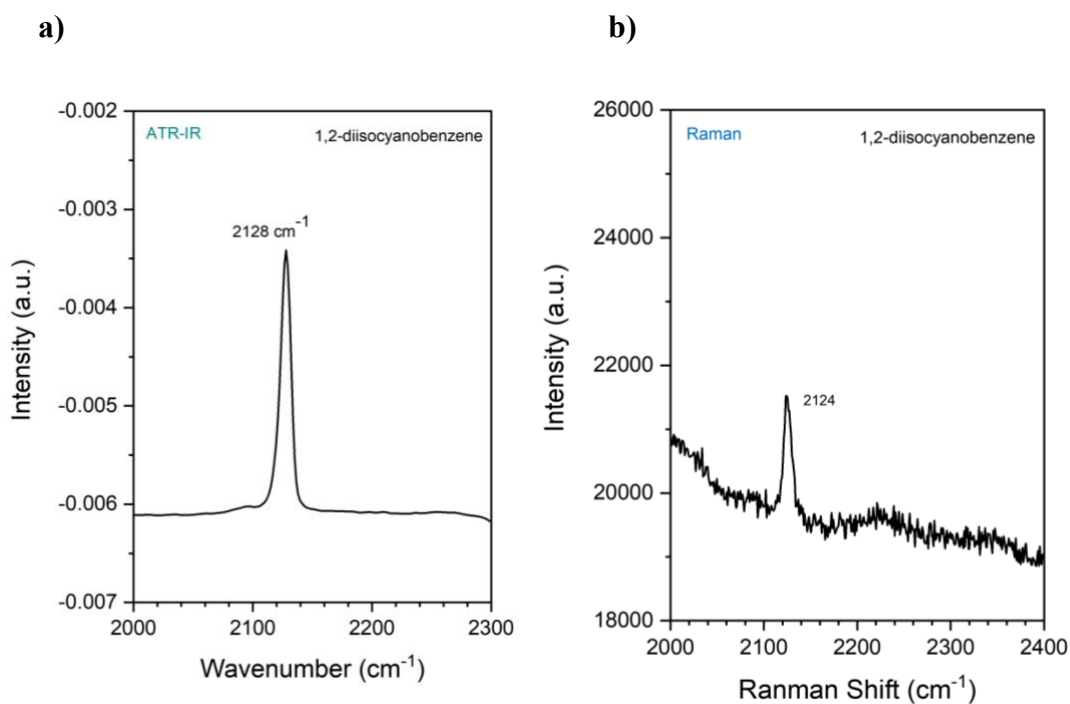 a)
b)
ATR-IR
1,2-diisocyanobenzene
2128 cm⁻¹
-0.002
-0.003
-0.004
-0.005
-0.006
-0.007
Intensity (a.u.)
2000
2100
2200
2300
Wavenumber (cm⁻¹)
Raman
1,2-diisocyanobenzene
2124
26000
24000
22000
20000
18000
Intensity (a.u.)
2000
2100
2200
2300
2400
Ranman Shift (cm⁻¹)